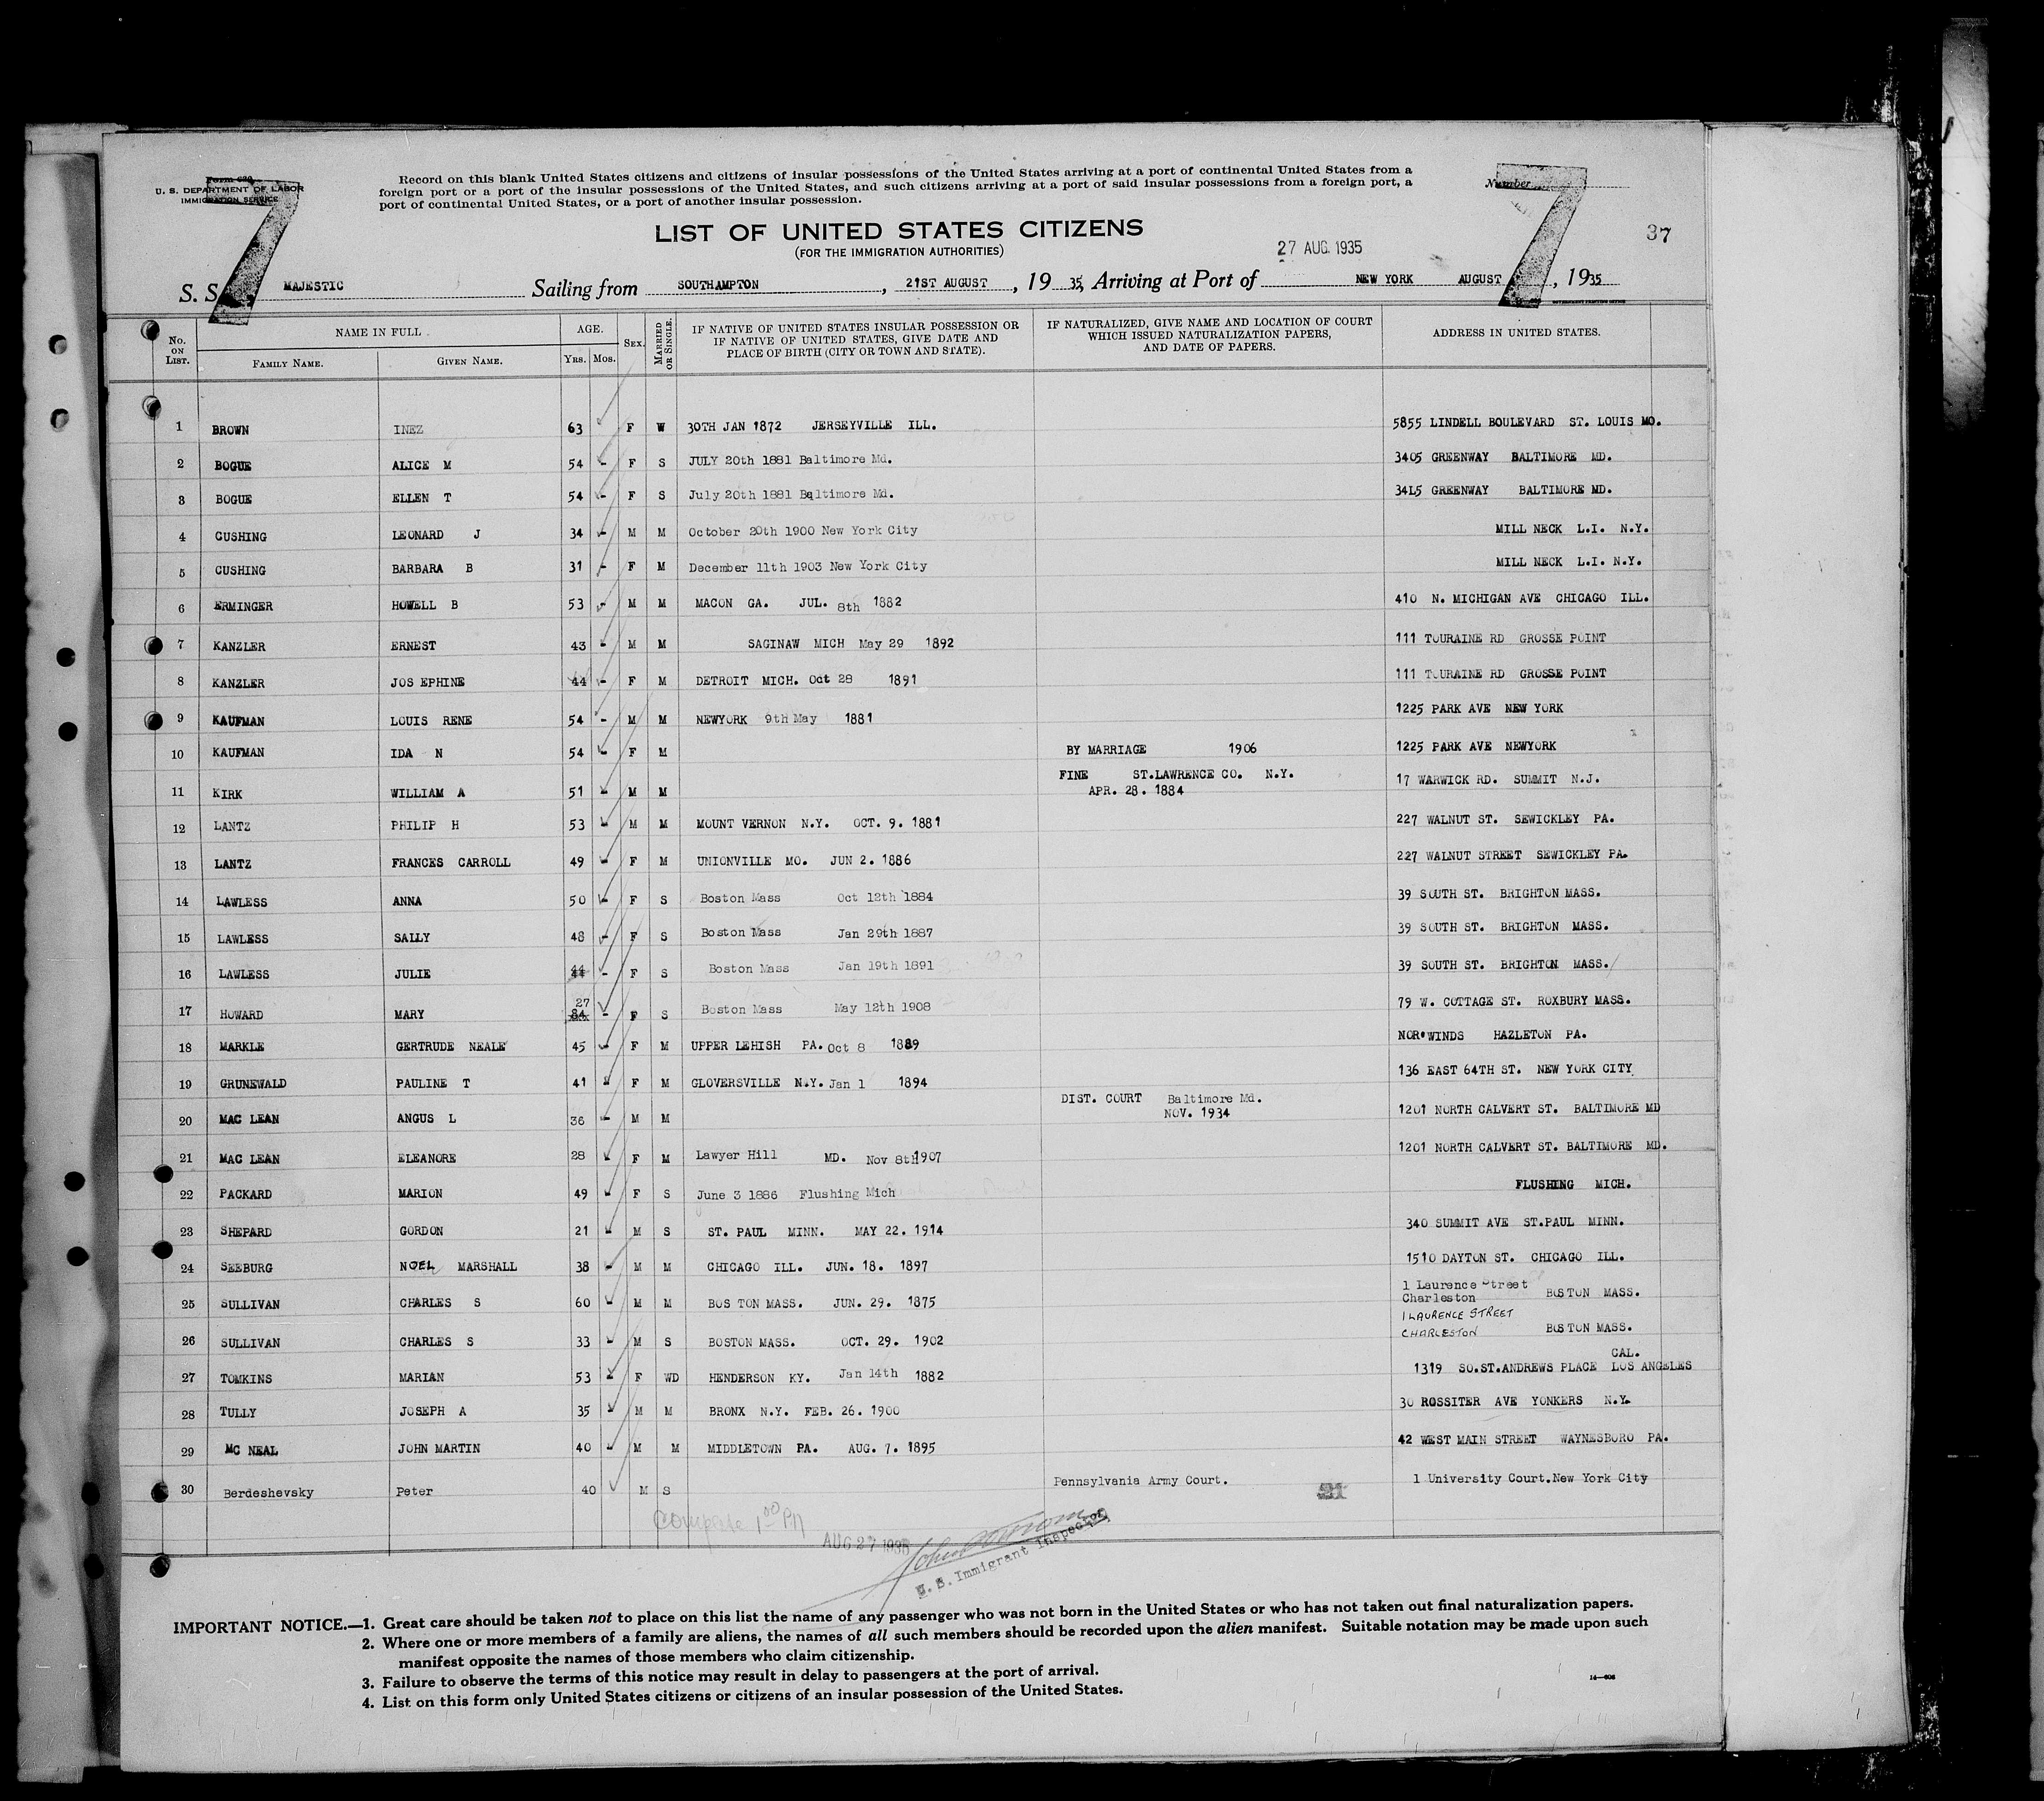 Form 630
U. S. DEPARTMENT OF LABOR
IMMIGRATION SERVICE
Record on this blank United States citizens and citizens of insular possessions of the United States arriving at a port of continental United States from a
foreign port or a port of the insular possessions of the United States, and such citizens arriving at a port of said insular possessions from a foreign port, a
port of continental United States, or a port of another insular possession.
Number
7 7
37
LIST OF UNITED STATES CITIZENS
(FOR THE IMMIGRATION AUTHORITIES)
27 AUG. 1935
S. S. MAJESTIC Sailing from SOUTHAMPTON, 21ST AUGUST, 19 35, Arriving at Port of NEW YORK AUGUST, 1935
No. ON LIST. NAME IN FULL. FAMILY NAME. GIVEN NAME. AGE. Yrs. Mos. SEX. MARRIED OR SINGLE. IF NATIVE OF UNITED STATES INSULAR POSSESSION OR IF NATIVE OF UNITED STATES, GIVE DATE AND PLACE OF BIRTH (CITY OR TOWN AND STATE). IF NATURALIZED, GIVE NAME AND LOCATION OF COURT WHICH ISSUED NATURALIZATION PAPERS, AND DATE OF PAPERS. ADDRESS IN UNITED STATES.
1 BROWN INEZ 63 F W 30TH JAN 1872 JERSEYVILLE ILL. 5855 LINDELL BOULEVARD ST. LOUIS MO.
2 BOGUE ALICE M 54 - F S JULY 20th 1881 Baltimore Md. 3405 GREENWAY BALTIMORE MD.
3 BOGUE ELLEN T 54 - F S July 20th 1881 Baltimore Md. 34L5 GREENWAY BALTIMORE MD.
4 CUSHING LEONARD J 34 - M M October 20th 1900 New York City MILL NECK L.I. N.Y.
5 CUSHING BARBARA B 31 - F M December 11th 1903 New York City MILL NECK L.I. N.Y.
6 ERMINGER HOWELL B 53 - M M MACON GA. JUL. 8th 1882 410 N. MICHIGAN AVE CHICAGO ILL.
7 KANZLER ERNEST 43 - M M SAGINAW MICH May 29 1892 111 TOURAINE RD GROSSE POINT
8 KANZLER JOS EPHINE 44 - F M DETROIT MICH. Oct 28 1891 111 TOURAINE RD GROSSE POINT
9 KAUFMAN LOUIS RENE 54 - M M NEWYORK 9th May 1881 1225 PARK AVE NEW YORK
10 KAUFMAN IDA N 54 - F M BY MARRIAGE 1906 1225 PARK AVE NEWYORK
11 KIRK WILLIAM A 51 - M M FINE ST.LAWRENCE CO. N.Y. APR. 28. 1884 17 WARWICK RD. SUMMIT N.J.
12 LANTZ PHILIP H 53 - M M MOUNT VERNON N.Y. OCT. 9. 1881 227 WALNUT ST. SEWICKLEY PA.
13 LANTZ FRANCES CARROLL 49 - F M UNIONVILLE MO. JUN 2. 1886 227 WALNUT STREET SEWICKLEY PA.
14 LAWLESS ANNA 50 - F S Boston Mass Oct 12th 1884 39 SOUTH ST. BRIGHTON MASS.
15 LAWLESS SALLY 48 - F S Boston Mass Jan 29th 1887 39 SOUTH ST. BRIGHTON MASS.
16 LAWLESS JULIE 44 - F S Boston Mass Jan 19th 1891 39 SOUTH ST. BRIGHTON MASS.
17 HOWARD MARY 27 - F S Boston Mass May 12th 1908 79 W. COTTAGE ST. ROXBURY MASS.
18 MARKLE GERTRUDE NEALE 45 - F M UPPER LEHISH PA. Oct 8 1889 NOR'WINDS HAZLETON PA.
19 GRUNEWALD PAULINE T 41 - F M GLOVERSVILLE N.Y. Jan 1 1894 136 EAST 64TH ST. NEW YORK CITY
20 MAC LEAN ANGUS L 36 - M M DIST. COURT Baltimore Md. NOV. 1934 1201 NORTH CALVERT ST. BALTIMORE MD
21 MAC LEAN ELEANORE 28 - F M Lawyer Hill MD. Nov 8th 1907 1201 NORTH CALVERT ST. BALTIMORE MD.
22 PACKARD MARION 49 - F S June 3 1886 Flushing Mich FLUSHING MICH.
23 SHEPARD GORDON 21 - M S ST. PAUL MINN. MAY 22. 1914 340 SUMMIT AVE ST.PAUL MINN.
24 SEEBURG NOEL MARSHALL 38 - M M CHICAGO ILL. JUN. 18. 1897 1510 DAYTON ST. CHICAGO ILL.
25 SULLIVAN CHARLES S 60 - M M BOS TON MASS. JUN. 29. 1875 1 Laurence Street Charleston BOSTON MASS.
26 SULLIVAN CHARLES S 33 - M S BOSTON MASS. OCT. 29. 1902 1 LAURENCE STREET CHARLESTON BOSTON MASS.
27 TOMKINS MARIAN 53 - F WD HENDERSON KY. Jan 14th 1882 1319 SO.ST.ANDREWS PLACE LOS ANGELES CAL.
28 TULLY JOSEPH A 35 - M M BRONX N.Y. FEB. 26. 1900 30 ROSSITER AVE YONKERS N.Y.
29 MC NEAL JOHN MARTIN 40 - M M MIDDLETOWN PA. AUG. 7. 1895 42 WEST MAIN STREET WAYNESBORO PA.
30 Berdeshevsky Peter 40 M S Pennsylvania Army Court. 21 1 University Court.New York City
Compare 1 00 PM
AUG 27 1935
U. S. Immigrant Inspector
IMPORTANT NOTICE.—1. Great care should be taken not to place on this list the name of any passenger who was not born in the United States or who has not taken out final naturalization papers.
2. Where one or more members of a family are aliens, the names of all such members should be recorded upon the alien manifest. Suitable notation may be made upon such
manifest opposite the names of those members who claim citizenship.
3. Failure to observe the terms of this notice may result in delay to passengers at the port of arrival.
4. List on this form only United States citizens or citizens of an insular possession of the United States.
14—608